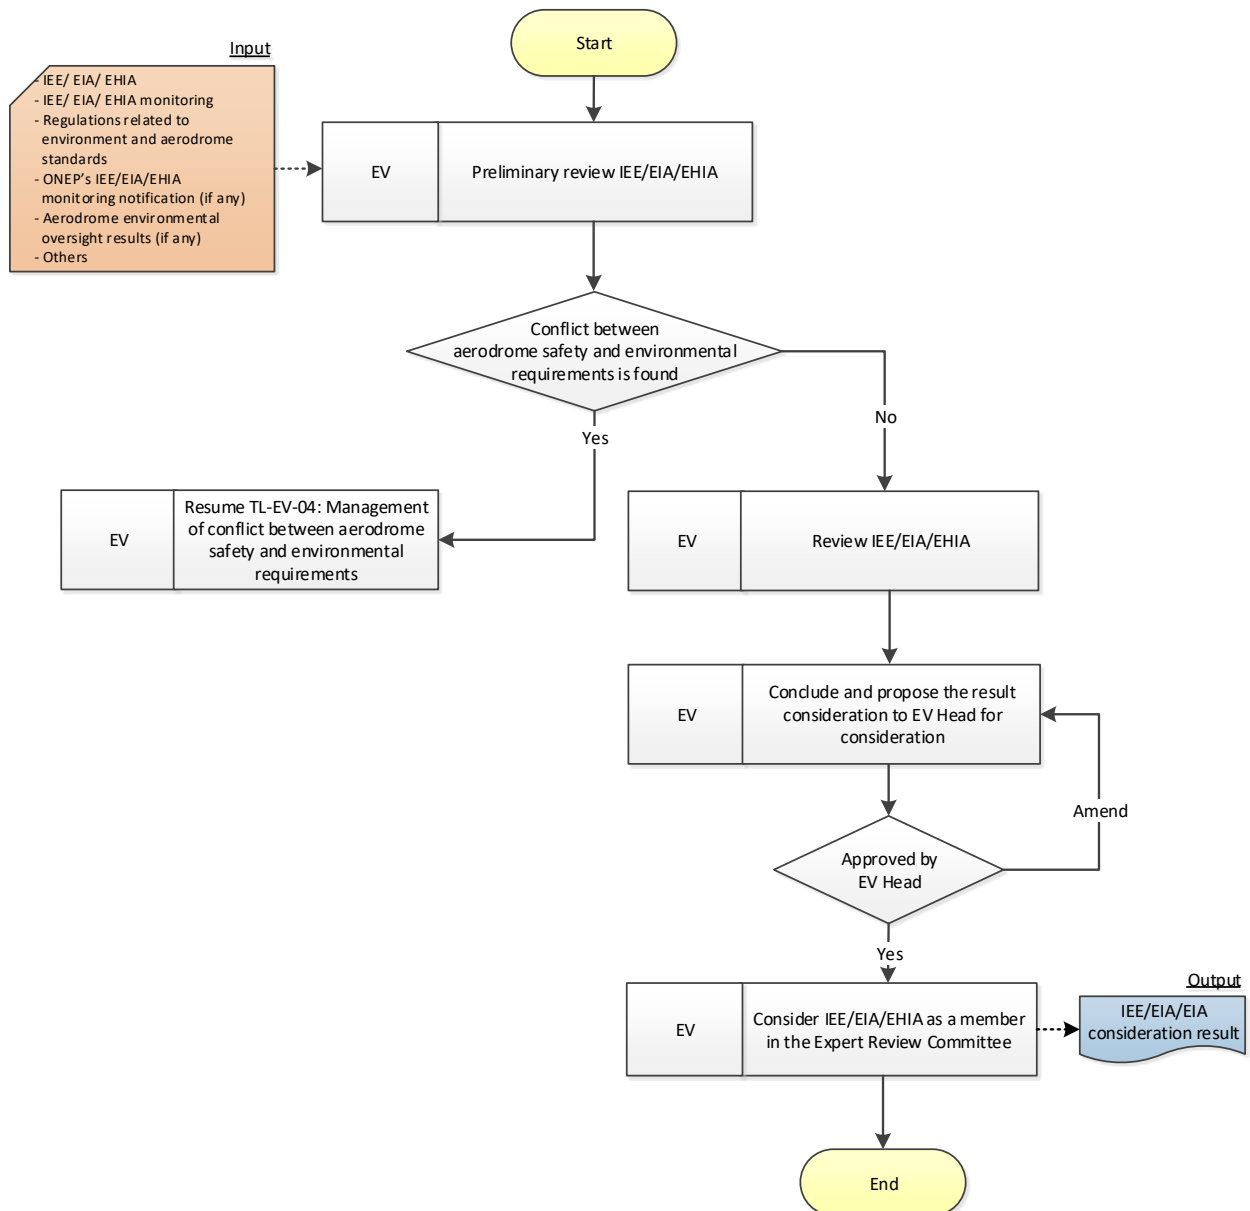 Start
Input
- IEE/ EIA/ EHIA
- IEE/ EIA/ EHIA monitoring
- Regulations related to
environment and aerodrome
standards
- ONEP's IEE/EIA/EHIA
monitoring notification (if any)
- Aerodrome environmental
oversight results (if any)
- Others
EV
Preliminary review IEE/EIA/EHIA
Conflict between
aerodrome safety and environmental
requirements is found
Yes
No
EV
Resume TL-EV-04: Management
of conflict between aerodrome
safety and environmental
requirements
EV
Review IEE/EIA/EHIA
EV
Conclude and propose the result
consideration to EV Head for
consideration
Amend
Approved by
EV Head
Yes
EV
Consider IEE/EIA/EHIA as a member
in the Expert Review Committee
Output
IEE/EIA/EIA
consideration result
End